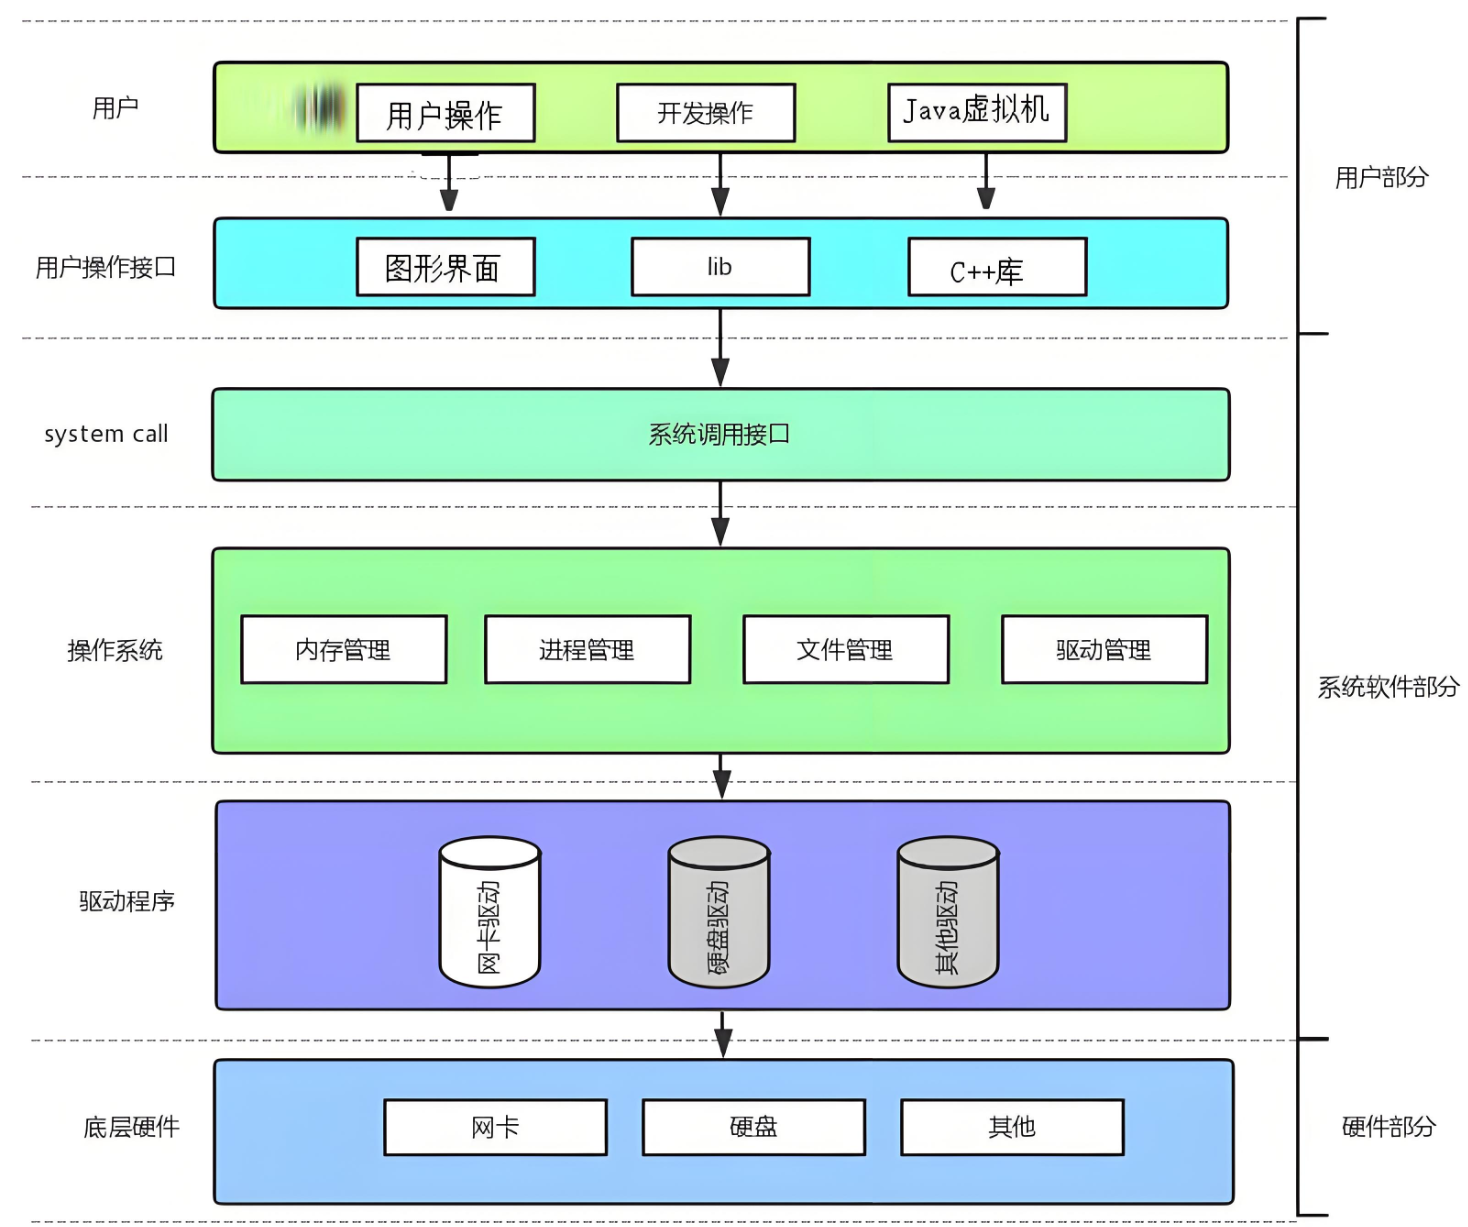 用户
用户操作
开发操作
Java虚拟机
用户部分
用户操作接口
图形界面
lib
C++库
system call
系统调用接口
操作系统
内存管理
进程管理
文件管理
驱动管理
系统软件部分
驱动程序
网卡驱动
硬盘驱动
其他驱动
底层硬件
网卡
硬盘
其他
硬件部分